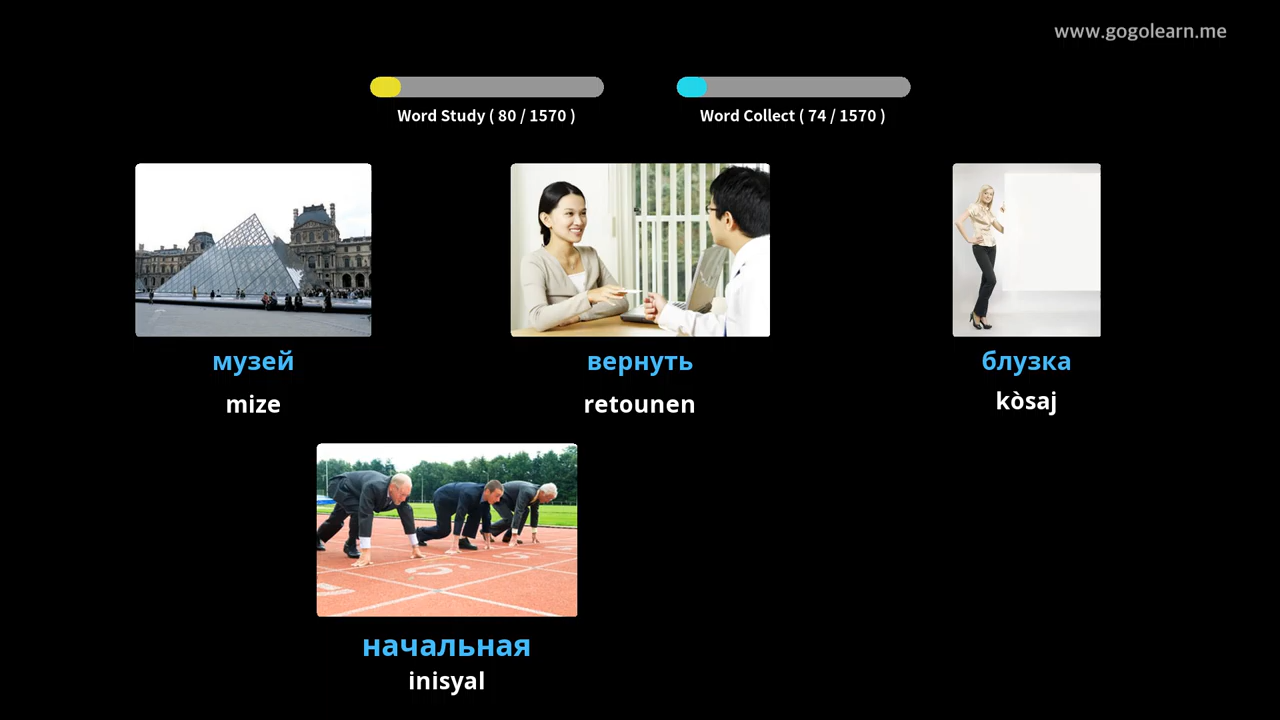 www.gogolearn.me
Word Study ( 80 / 1570 )
Word Collect ( 74 / 1570 )
музей
mize
вернуть
retounen
блузка
kòsaj
начальная
inisyal